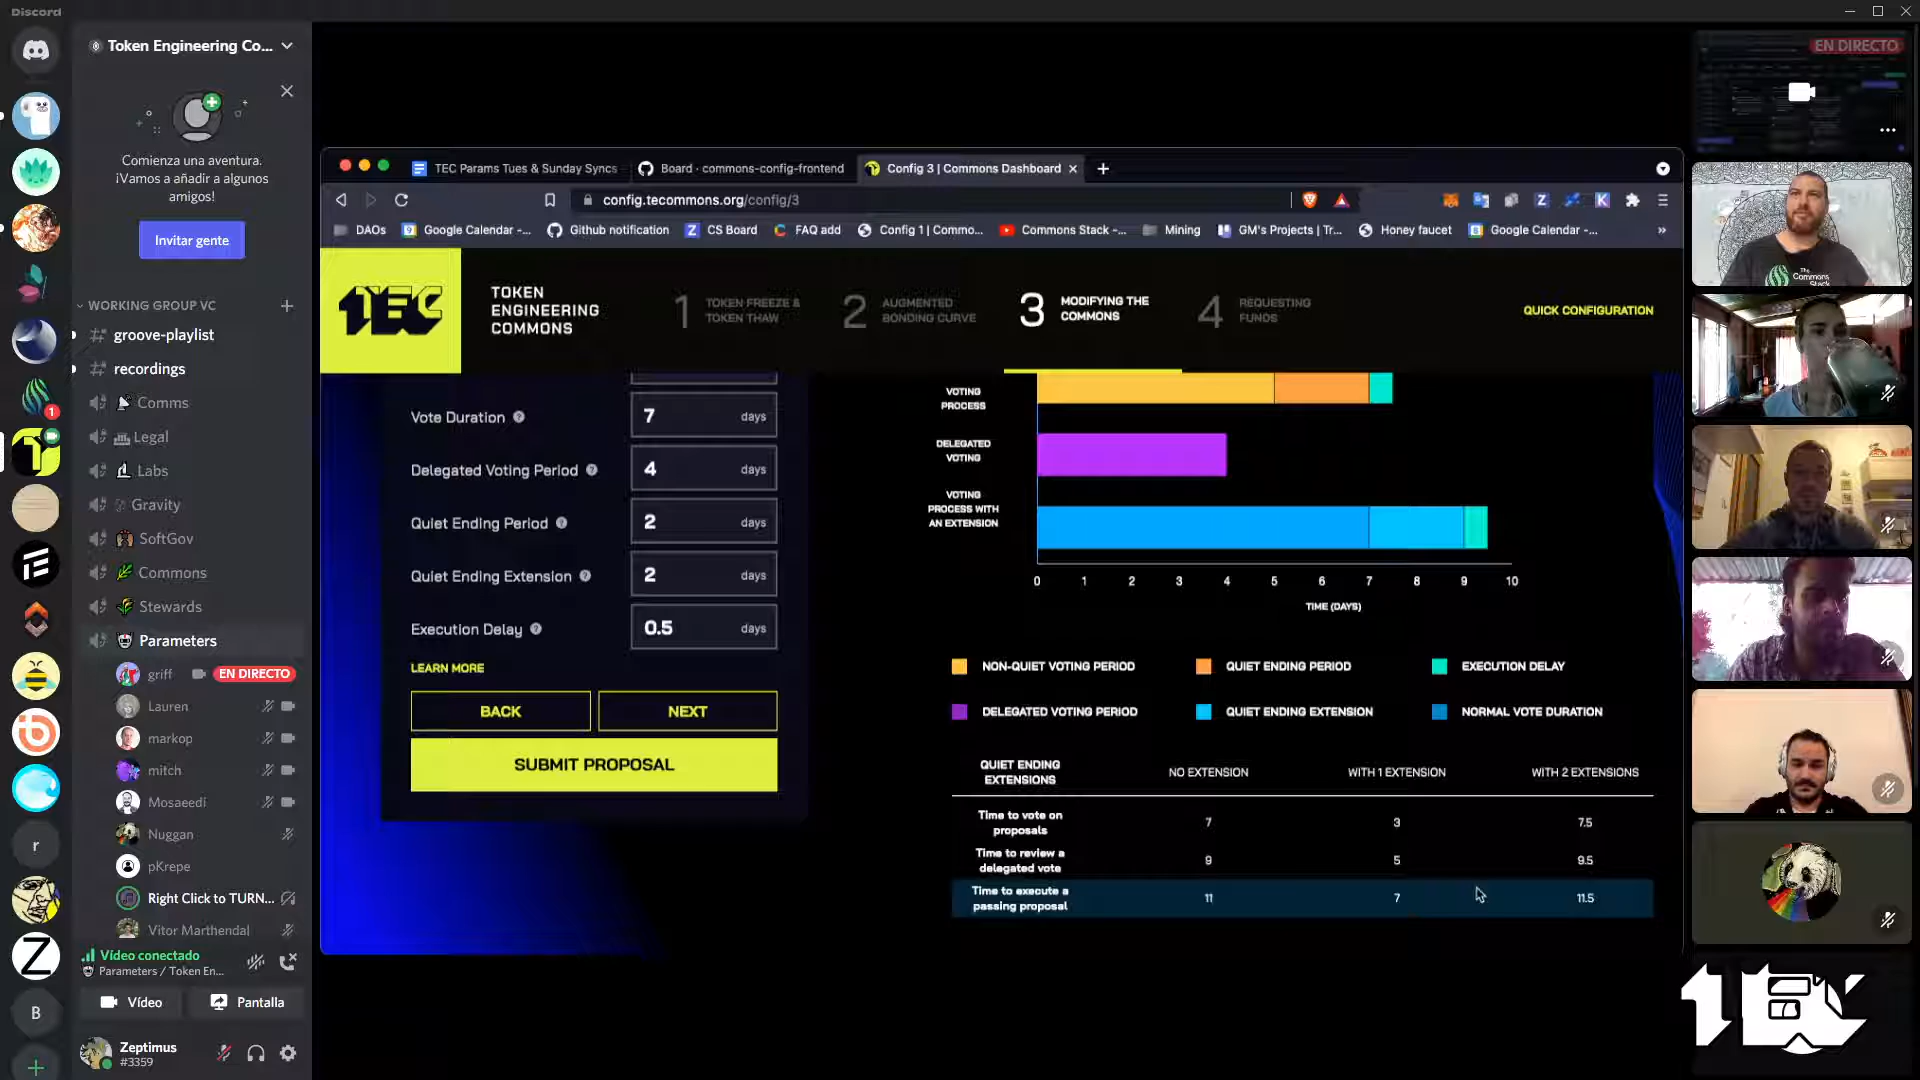 Discord
Token Engineering Co...
Comienza una aventura.
¡Vamos a añadir a algunos
amigos!
Invitar gente
WORKING GROUP VC
groove-playlist
recordings
Comms
Legal
Labs
Gravity
SoftGov
Commons
Stewards
Parameters
griff
EN DIRECTO
Lauren
markop
mitch
Mosaeedi
Nuggan
pKrepe
Right Click to TURN...
Vitor Marthendal
Vídeo conectado
Parameters / Token En...
Vídeo
Pantalla
Zeptimus
#3359
1
r
B
Z
TEC Params Tues & Sunday Syncs
Board · commons-config-frontend
Config 3 | Commons Dashboard
config.tecommons.org/config/3
DAOs
Google Calendar -...
Github notification
CS Board
FAQ add
Config 1 | Commo...
Commons Stack -...
Mining
GM's Projects | Tr...
Honey faucet
Google Calendar -...
TEC
TOKEN
ENGINEERING
COMMONS
1 TOKEN FREEZE &
TOKEN THAW
2 AUGMENTED
BONDING CURVE
3 MODIFYING THE
COMMONS
4 REQUESTING
FUNDS
QUICK CONFIGURATION
Vote Duration 7 days
Delegated Voting Period 4 days
Quiet Ending Period 2 days
Quiet Ending Extension 2 days
Execution Delay 0.5 days
LEARN MORE
BACK
NEXT
SUBMIT PROPOSAL
VOTING
PROCESS
DELEGATED
VOTING
VOTING
PROCESS WITH
AN EXTENSION
0 1 2 3 4 5 6 7 8 9 10
TIME (DAYS)
NON-QUIET VOTING PERIOD
QUIET ENDING PERIOD
EXECUTION DELAY
DELEGATED VOTING PERIOD
QUIET ENDING EXTENSION
NORMAL VOTE DURATION
QUIET ENDING
EXTENSIONS
NO EXTENSION
WITH 1 EXTENSION
WITH 2 EXTENSIONS
Time to vote on
proposals
7 3 7.5
Time to review a
delegated vote
9 5 9.5
Time to execute a
passing proposal
11 7 11.5
EN DIRECTO
The
Commons
Stack
TEC